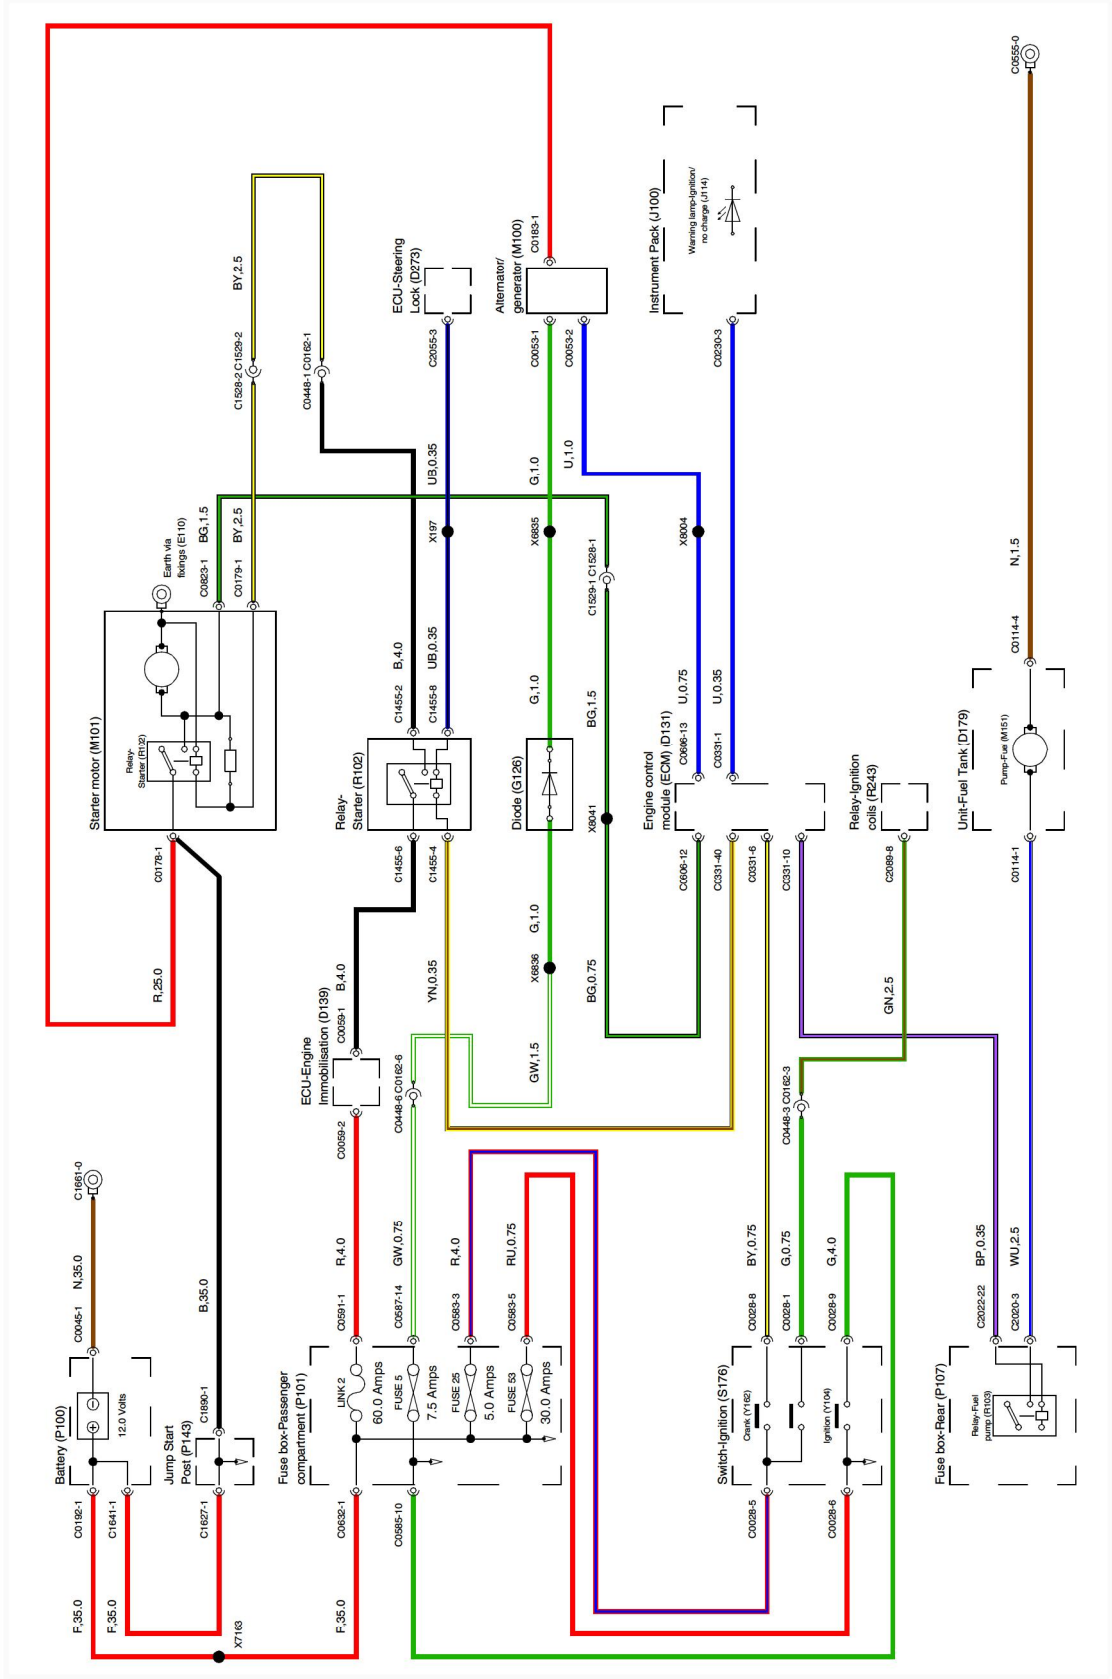 C0555-0
Instrument Pack (J100)
Warning lamp-Ignition/
no charge (J114)
C0183-1
Alternator/
generator (M100)
ECU-Steering
Lock (D273)
BY,2.5
C1528-2 C1529-2
C0448-1 C0162-1
C2055-3
C0053-1
C0053-2
C0230-3
UB,0.35
G,1.0
U,1.0
X197
X6835
X8004
Earth via
fixings (E110)
BG,1.5
BY,2.5
C0823-1
C0179-1
C1529-1 C1528-1
N,1.5
C0114-4
B,4.0
UB,0.35
C1455-2
C1455-8
G,1.0
BG,1.5
U,0.75
U,0.35
C0606-13
C0331-1
Starter motor (M101)
Relay-
Starter (R102)
Relay-
Starter (R102)
Diode (G126)
X8041
Engine control
module (ECM) (D131)
Relay-Ignition
coils (R243)
Unit-Fuel Tank (D179)
Pump-Fuel (M151)
C0178-1
C1455-6
C1455-4
C0606-12
C0331-40
C0331-6
C0331-10
C2089-8
C0114-1
R,25.0
B,4.0
YN,0.35
G,1.0
X6836
BG,0.75
GN,2.5
ECU-Engine
Immobilisation (D139)
C0059-1
C0059-2
C0448-6 C0162-6
GW,1.5
C0448-3 C0162-3
C1661-0
N,35.0
C0045-1
B,35.0
R,4.0
GW,0.75
R,4.0
RU,0.75
BY,0.75
G,0.75
G,4.0
BP,0.35
WU,2.5
C0591-1
C0587-14
C0583-3
C0583-5
C0028-8
C0028-1
C0028-9
C2022-22
C2020-3
Battery (P100)
12.0 Volts
Jump Start
Post (P143)
C1890-1
Fuse box-Passenger
compartment (P101)
LINK 2
60.0 Amps
FUSE 5
7.5 Amps
FUSE 25
5.0 Amps
FUSE 53
30.0 Amps
Switch-Ignition (S176)
Crank (Y162)
Ignition (Y104)
Fuse box-Rear (P107)
Relay-Fuel
pump (R103)
C0192-1
C1641-1
C1627-1
C0632-1
C0585-10
C0028-5
C0028-6
F,35.0
F,35.0
F,35.0
X7163